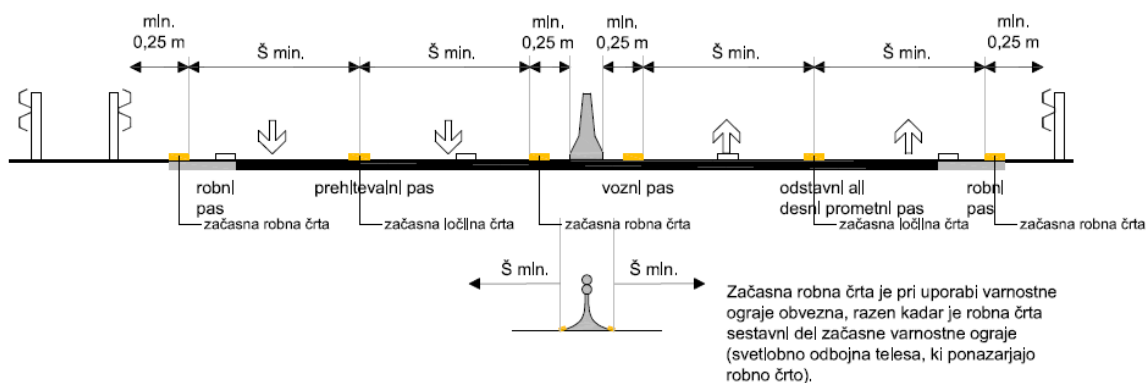 min.
0,25 m
Š min.
Š min.
min.
0,25 m
min.
0,25 m
Š min.
Š min.
min.
0,25 m
robni
pas
prehitevalni pas
vozni pas
odstavni ali
desni prometni pas
robni
pas
začasna robna črta
začasna ločilna črta
začasna robna črta
začasna ločilna črta
začasna robna črta
Š min.
Š min.
Začasna robna črta je pri uporabi varnostne
ograje obvezna, razen kadar je robna črta
sestavni del začasne varnostne ograje
(svetlobno odbojna telesa, ki ponazarjajo
robno črto).